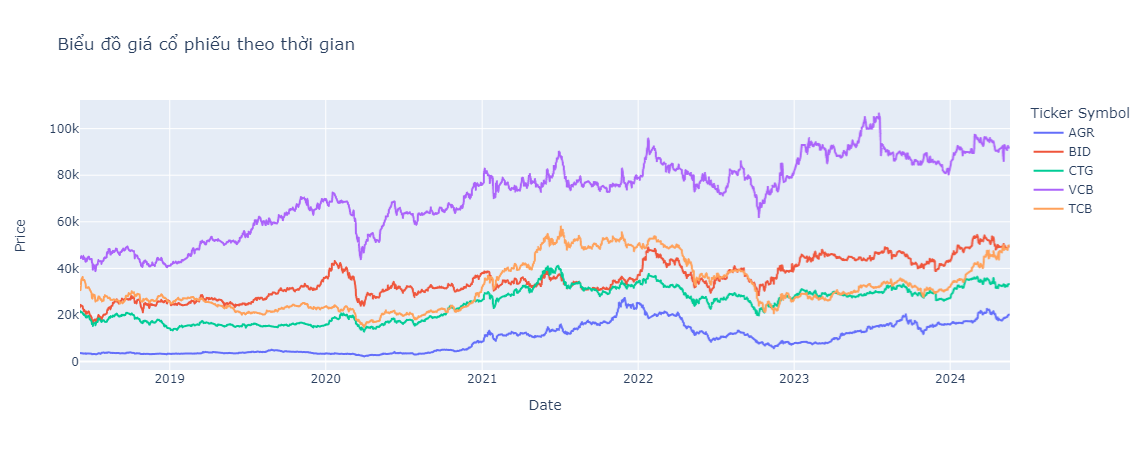 Biểu đồ giá cổ phiếu theo thời gian
Ticker Symbol
AGR
BID
CTG
VCB
TCB
Price
100k
80k
60k
40k
20k
0
2019
2020
2021
2022
2023
2024
Date